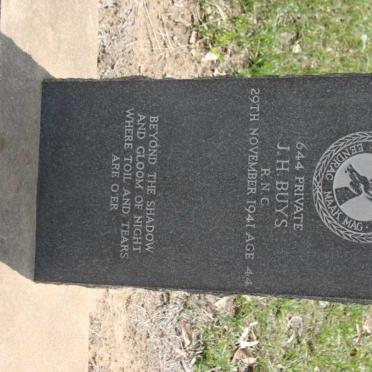 EENDRAG MAAK MAG
644 PRIVATE
J.H. BUYS
R.N.C.
29TH NOVEMBER 1941 AGE 44
BEYOND THE SHADOW
AND GLOOM OF NIGHT
WHERE TOIL AND TEARS
ARE O'ER